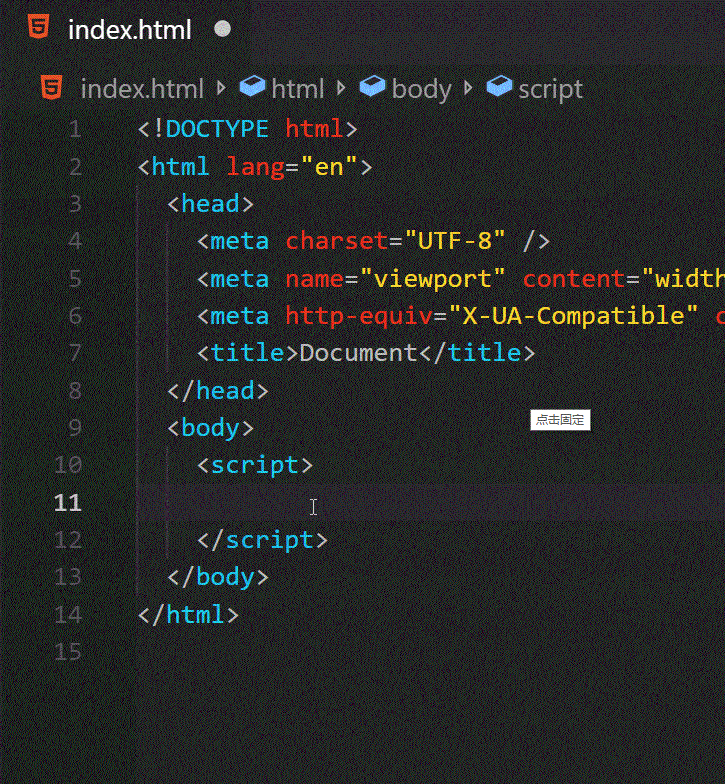 index.html
index.html html body script
1 <!DOCTYPE html>
2 <html lang="en">
3 <head>
4 <meta charset="UTF-8" />
5 <meta name="viewport" content="width
6 <meta http-equiv="X-UA-Compatible" c
7 <title>Document</title>
8 </head>
9 <body>
点击固定
10 <script>
11
12 </script>
13 </body>
14 </html>
15